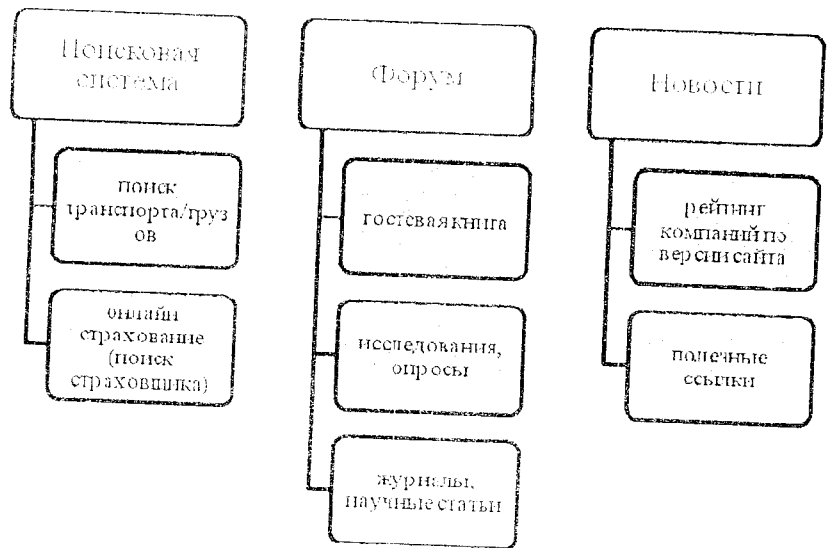 Поисковая
система
поиск
транспорта/груз
ов
онлайн
страхование
(поиск
страховщика)
Форум
гостевая книга
исследования,
опросы
журналы,
научные статьи
Новости
рейтинг
компаний по
версии сайта
полезные
ссылки